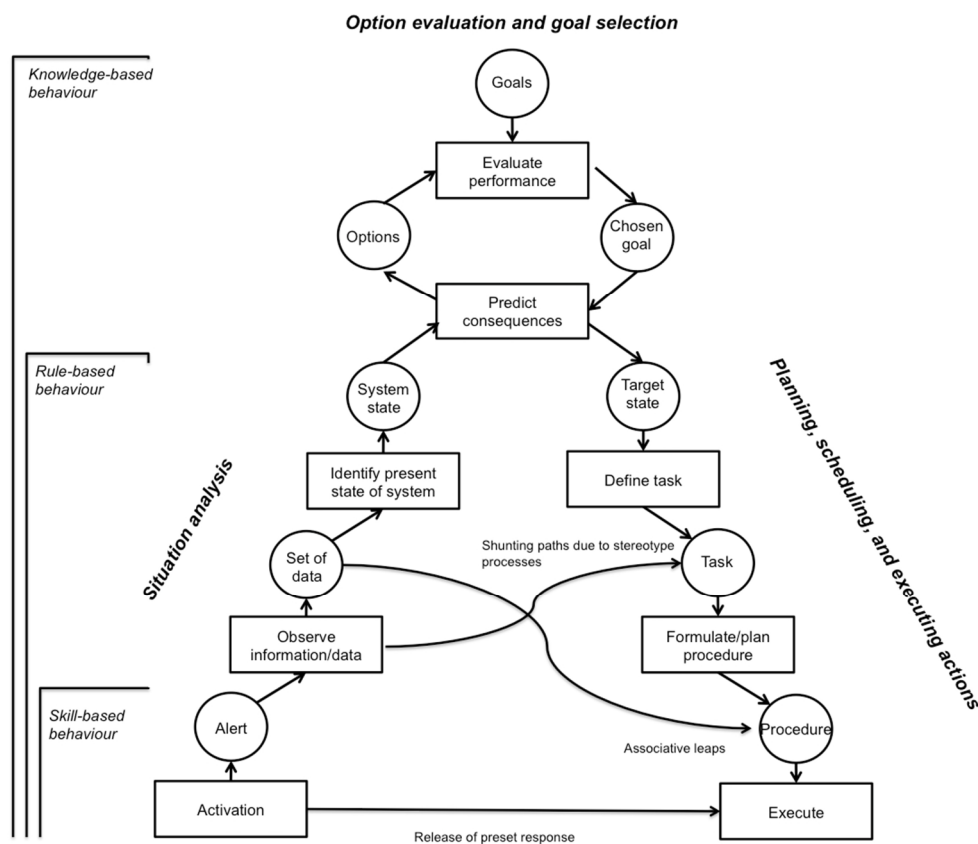 Option evaluation and goal selection
Knowledge-based
behaviour
Goals
Evaluate
performance
Options
Chosen
goal
Predict
consequences
Rule-based
behaviour
System
state
Target
state
Planning, scheduling, and executing actions
Situation analysis
Identify present
state of system
Define task
Shunting paths due to stereotype
processes
Set of
data
Task
Observe
information/data
Formulate/plan
procedure
Skill-based
behaviour
Alert
Procedure
Associative leaps
Activation
Execute
Release of preset response